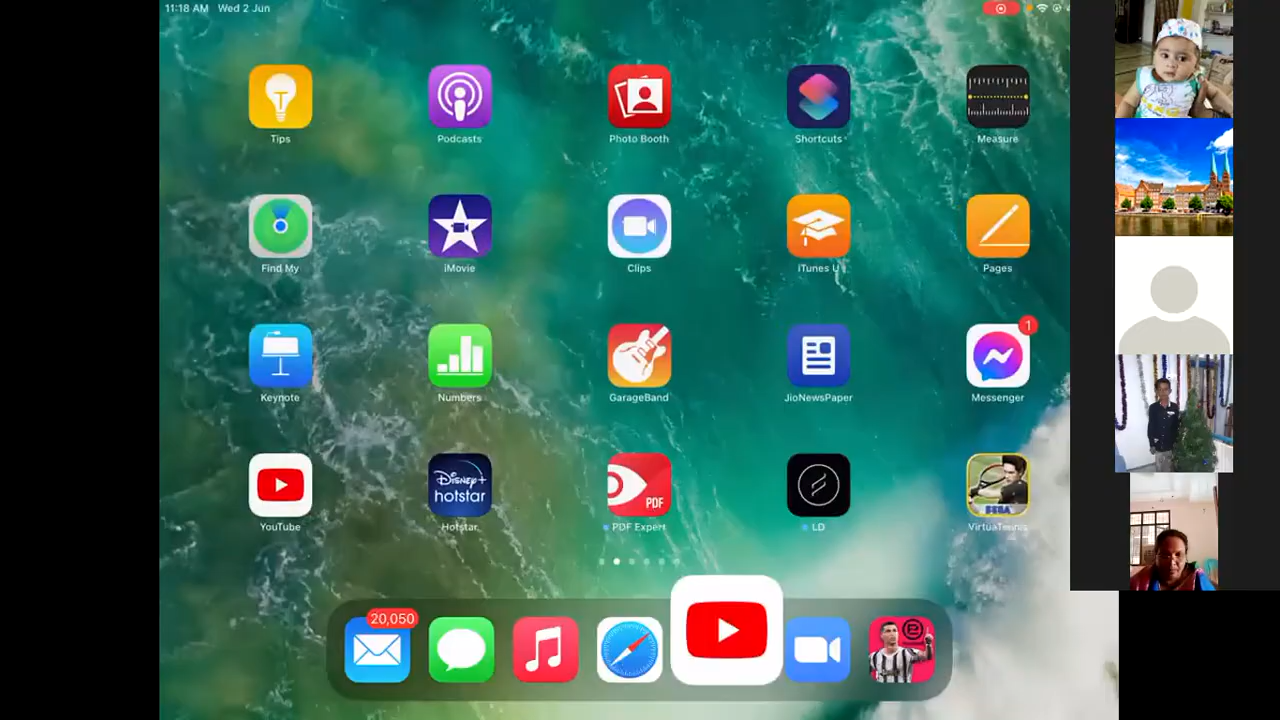 11:18 AM Wed 2 Jun
Tips Podcasts Photo Booth Shortcuts Measure
Find My iMovie Clips iTunes U Pages
1
Keynote Numbers GarageBand JioNewsPaper Messenger
Disney+
hotstar
PDF
SEGA
YouTube Hotstar PDF Expert LD VirtuaTennis
20,050